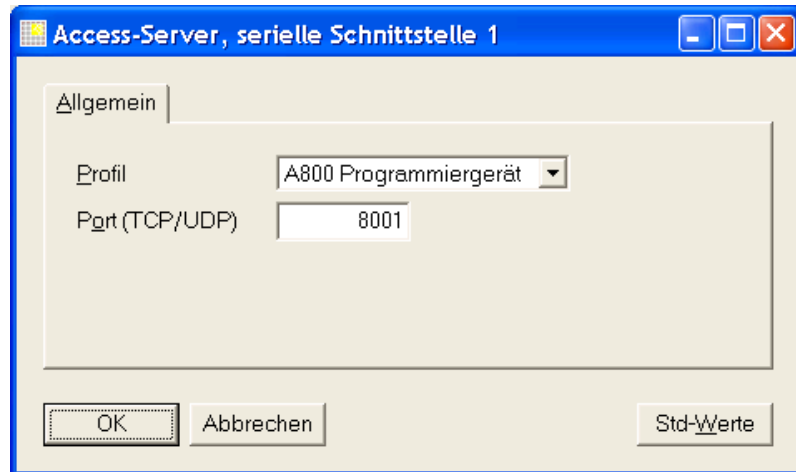 Access-Server, serielle Schnittstelle 1
Allgemein
Profil A800 Programmiergerät
Port (TCP/UDP) 8001
OK Abbrechen Std-Werte